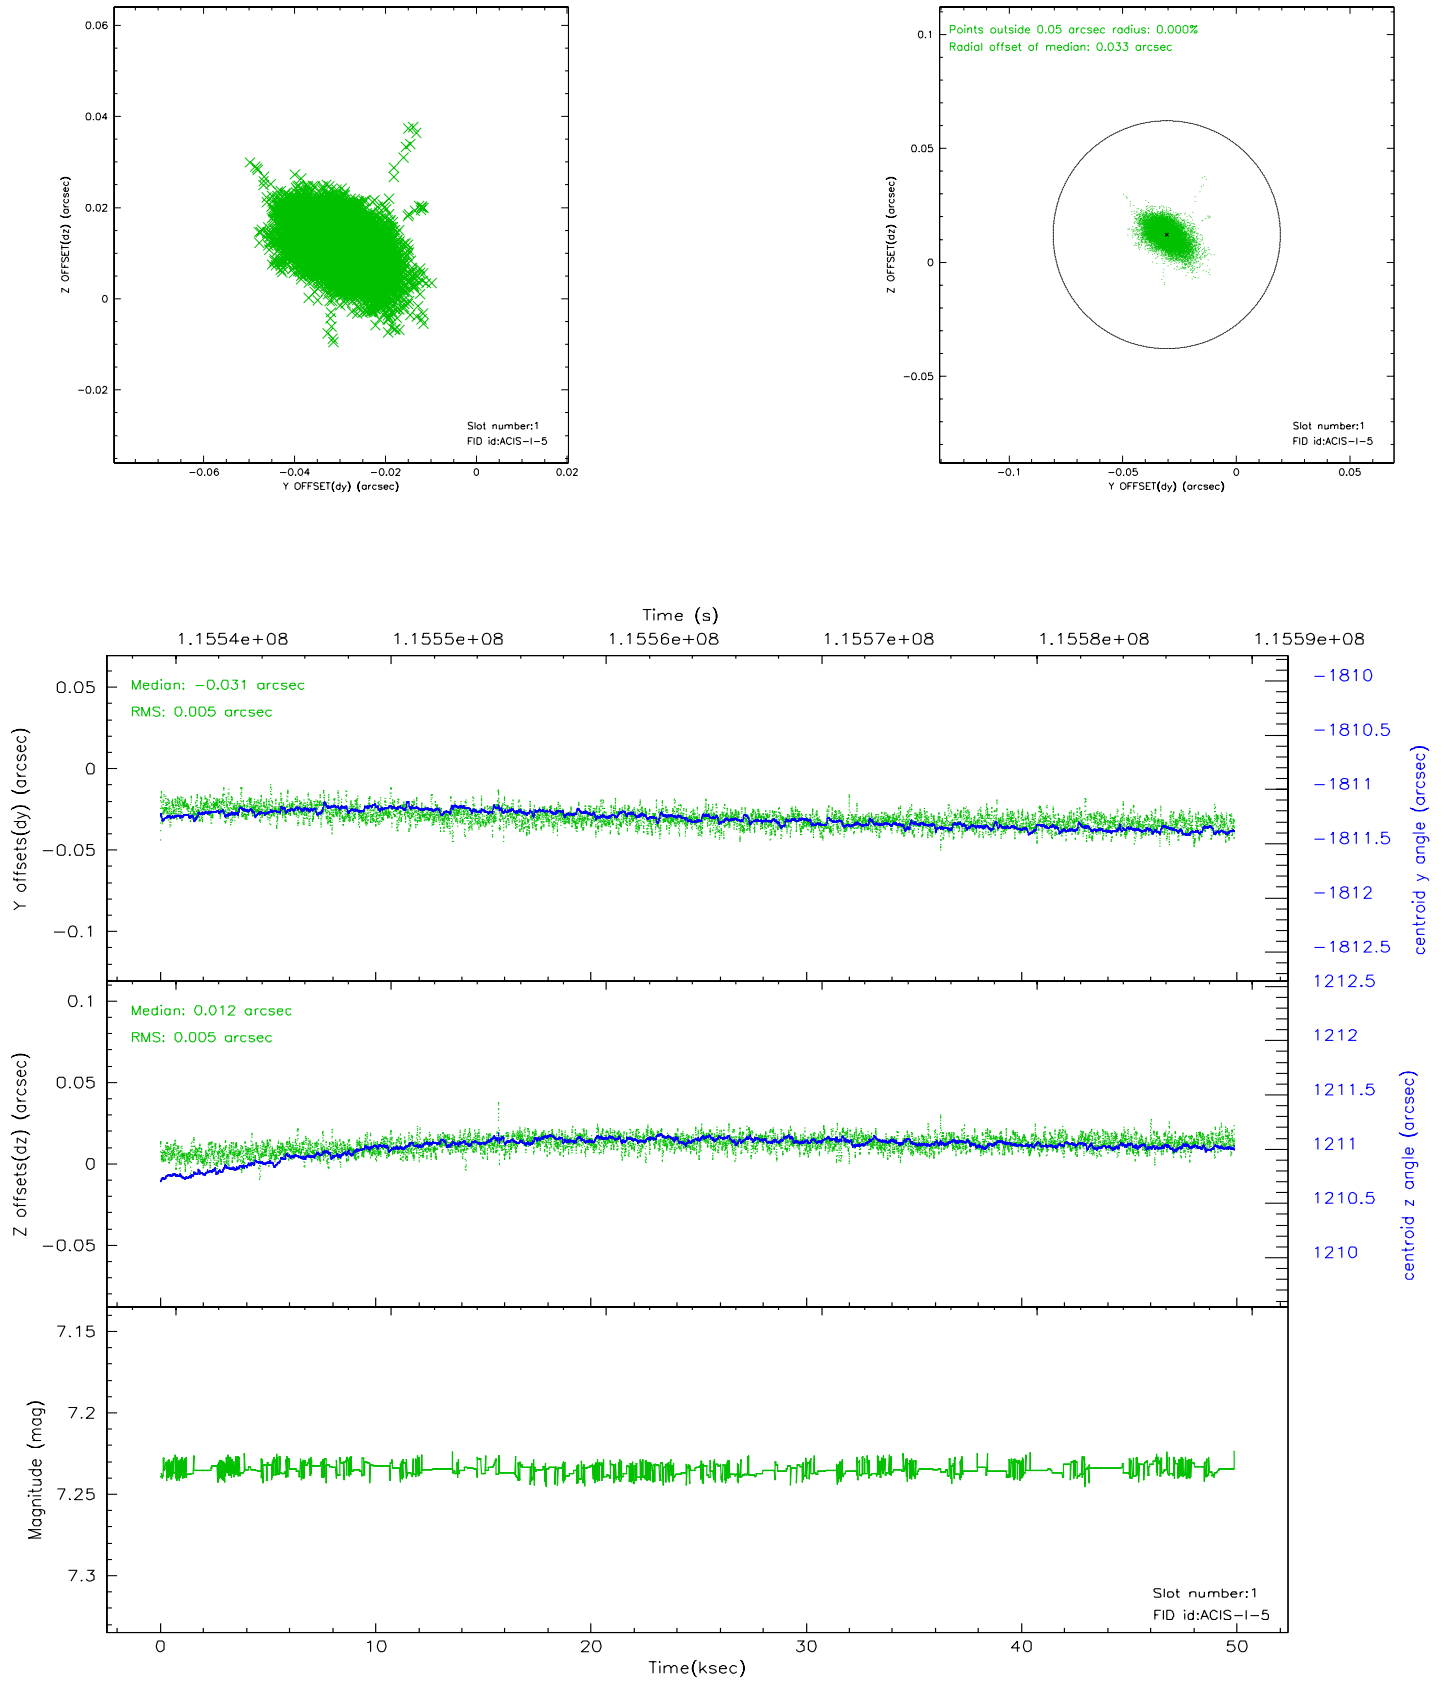 0.06
0.04
0.02
0
−0.02
Z OFFSET(dz) (arcsec)
Slot number:1
FID id:ACIS−I−5
−0.06 −0.04 −0.02 0 0.02
Y OFFSET(dy) (arcsec)
Points outside 0.05 arcsec radius: 0.000%
Radial offset of median: 0.033 arcsec
0.1
0.05
0
−0.05
Z OFFSET(dz) (arcsec)
Slot number:1
FID id:ACIS−I−5
−0.1 −0.05 0 0.05
Y OFFSET(dy) (arcsec)
Time (s)
1.1554e+08 1.1555e+08 1.1556e+08 1.1557e+08 1.1558e+08 1.1559e+08
Median: −0.031 arcsec
RMS: 0.005 arcsec
0.05
0
−0.05
−0.1
Y offsets(dy) (arcsec)
−1810
−1810.5
−1811
−1811.5
−1812
−1812.5
centroid y angle (arcsec)
Median: 0.012 arcsec
RMS: 0.005 arcsec
0.1
0.05
0
−0.05
Z offsets(dz) (arcsec)
1212.5
1212
1211.5
1211
1210.5
1210
centroid z angle (arcsec)
7.15
7.2
7.25
7.3
Magnitude (mag)
Slot number:1
FID id:ACIS−I−5
0 10 20 30 40 50
Time(ksec)